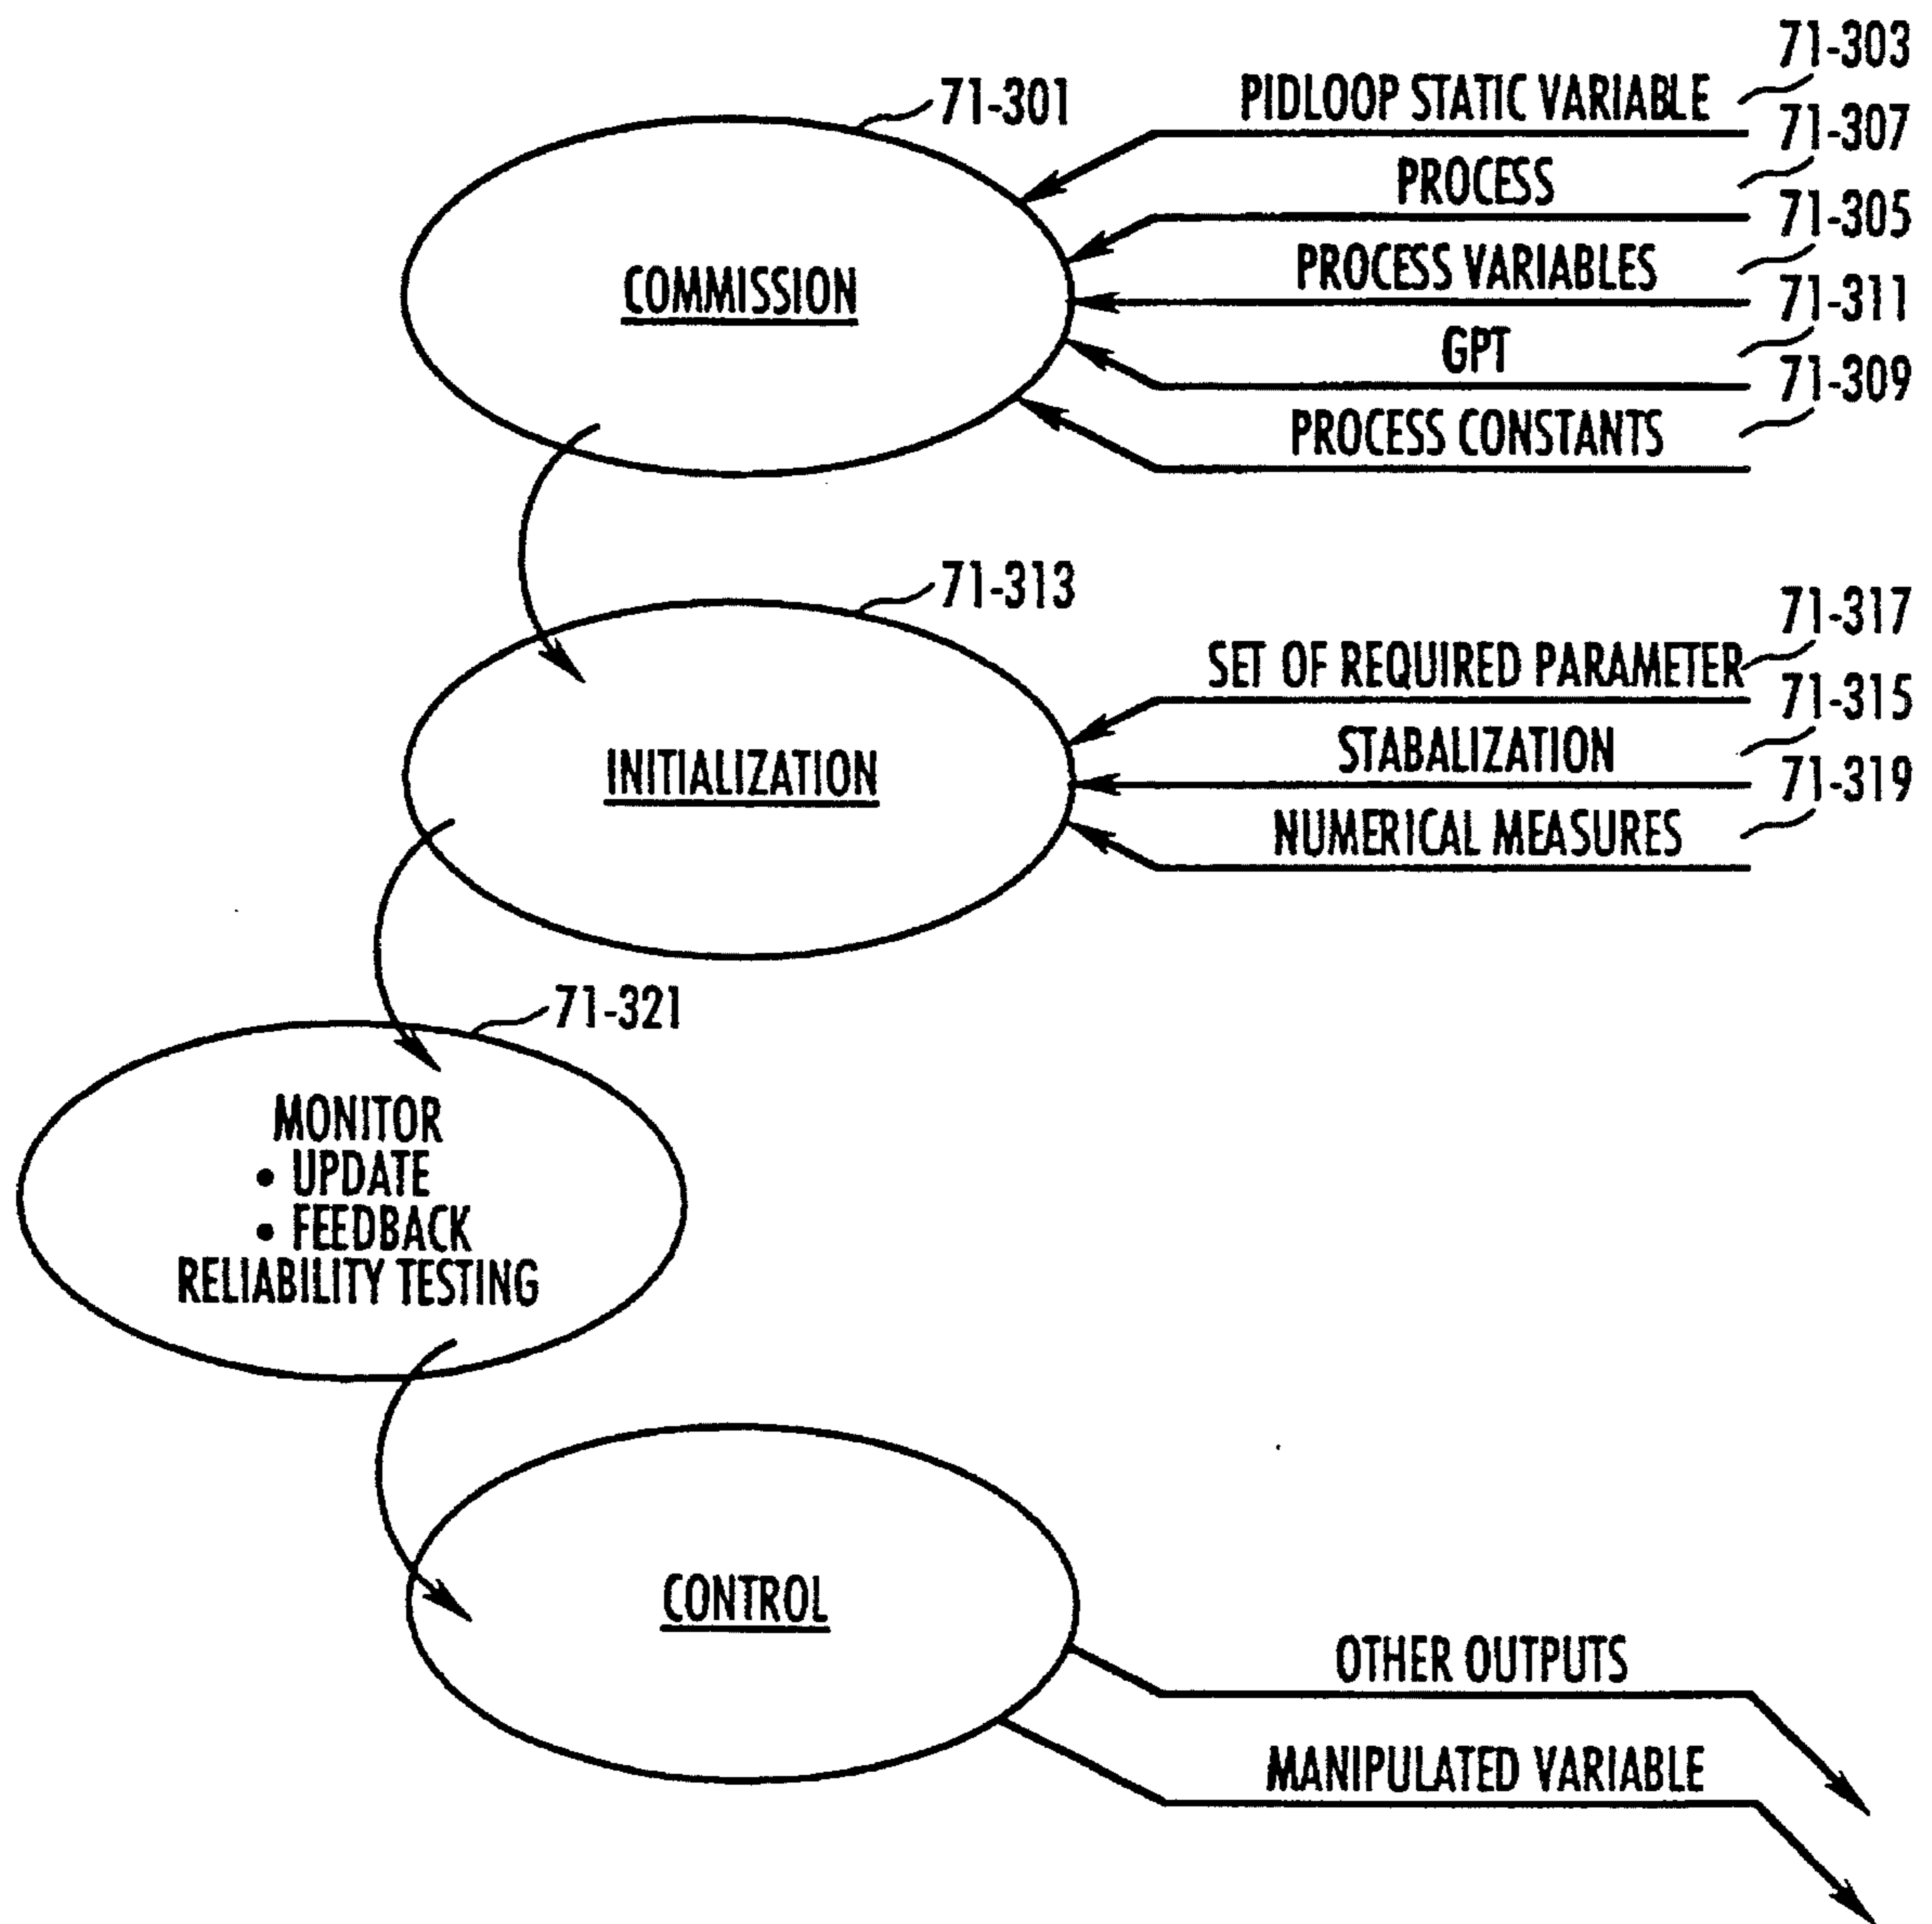 71-303
71-301
PIDLOOP STATIC VARIABLE
71-307
PROCESS
71-305
PROCESS VARIABLES
COMMISSION
71-311
GPT
71-309
PROCESS CONSTANTS
71-313
71-317
SET OF REQUIRED PARAMETER
71-315
STABALIZATION
INITIALIZATION
71-319
NUMERICAL MEASURES
71-321
MONITOR
• UPDATE
• FEEDBACK
RELIABILITY TESTING
CONTROL
OTHER OUTPUTS
MANIPULATED VARIABLE